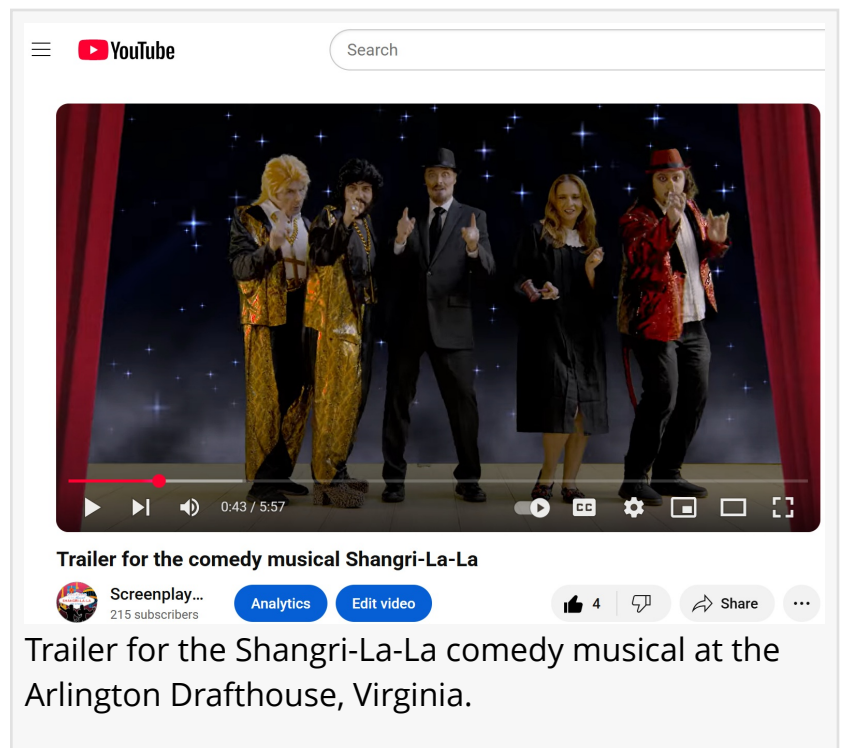 YouTube
Search
0:43 / 5:57
CC
Trailer for the comedy musical Shangri-La-La
Screenplay...
215 subscribers
Analytics
Edit video
4
Share
Trailer for the Shangri-La-La comedy musical at the
Arlington Drafthouse, Virginia.